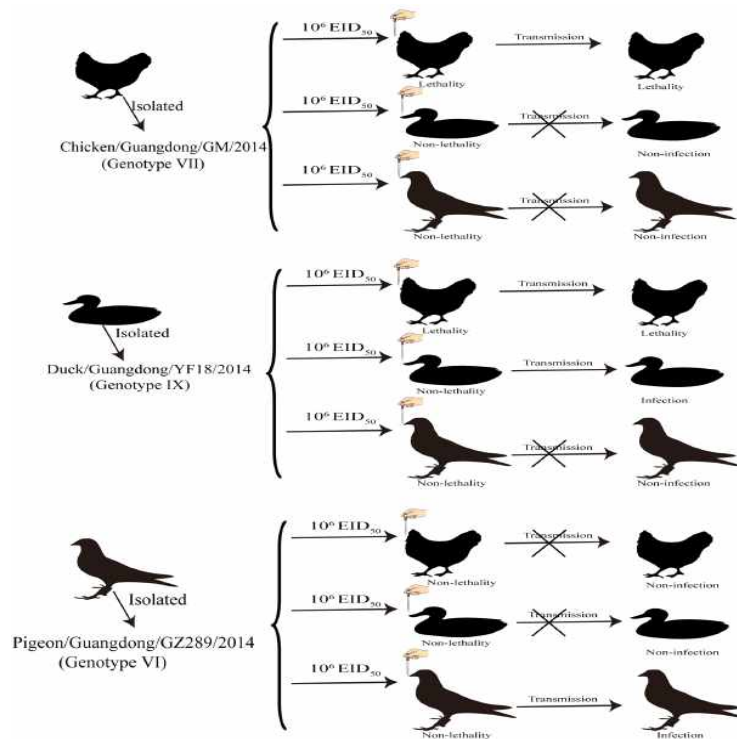 10⁶ EID₅₀
Transmission
Lethality
Lethality
Isolated
10⁶ EID₅₀
Transmission
Chicken/Guangdong/GM/2014
(Genotype VII)
Non-lethality
Non-infection
10⁶ EID₅₀
Transmission
Non-lethality
Non-infection
10⁶ EID₅₀
Transmission
Lethality
Lethality
Isolated
10⁶ EID₅₀
Transmission
Duck/Guangdong/YF18/2014
(Genotype IX)
Non-lethality
Infection
10⁶ EID₅₀
Transmission
Non-lethality
Non-infection
10⁶ EID₅₀
Transmission
Non-lethality
Non-infection
Isolated
10⁶ EID₅₀
Transmission
Pigeon/Guangdong/GZ289/2014
(Genotype VI)
Non-lethality
Non-infection
10⁶ EID₅₀
Transmission
Non-lethality
Infection